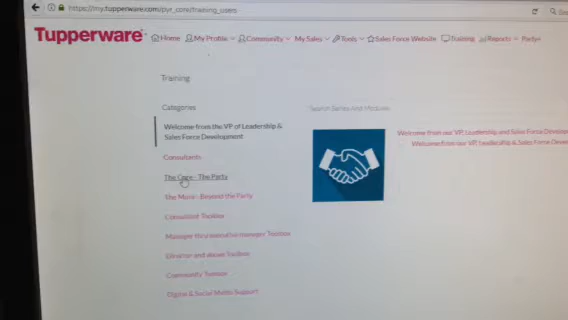 https://my.tupperware.com/pyr_core/training_users
Tupperware Home My Profile Community My Sales Tools Sales Force Website Training Reports Party+
Training
Categories
Search Series And Modules
Welcome from the VP of Leadership &
Sales Force Development
Welcome from our VP, Leadership and Sales Force
Welcome from our VP, Leadership & Sales Force
Consultants
The Core - The Party
The More - Beyond the Party
Consultant Toolbox
Manager thru executive manager Toolbox
Director and above Toolbox
Community Toolbox
Digital & Social Media Support